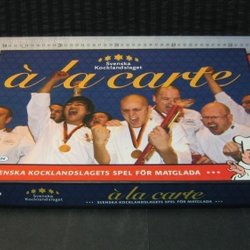 Svenska
Kocklandslaget
à la carte
SVENSKA KOCKLANDSLAGETS SPEL FÖR MATGLADA
Svenska
Kocklandslaget
à la carte
SVENSKA KOCKLANDSLAGETS SPEL FÖR MATGLADA